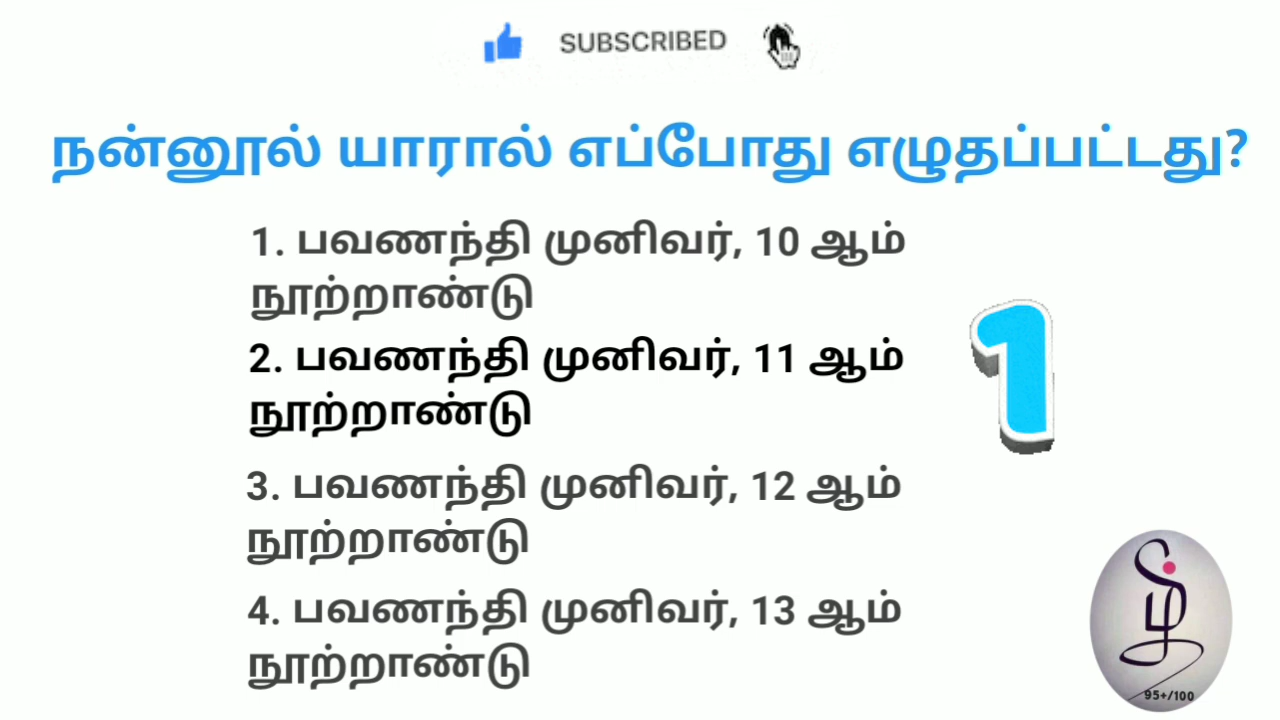 SUBSCRIBED
நன்னூல் யாரால் எப்போது எழுதப்பட்டது?
1. பவணந்தி முனிவர், 10 ஆம்
நூற்றாண்டு
2. பவணந்தி முனிவர், 11 ஆம்
நூற்றாண்டு
1
3. பவணந்தி முனிவர், 12 ஆம்
நூற்றாண்டு
4. பவணந்தி முனிவர், 13 ஆம்
நூற்றாண்டு
ழ்
95+/100